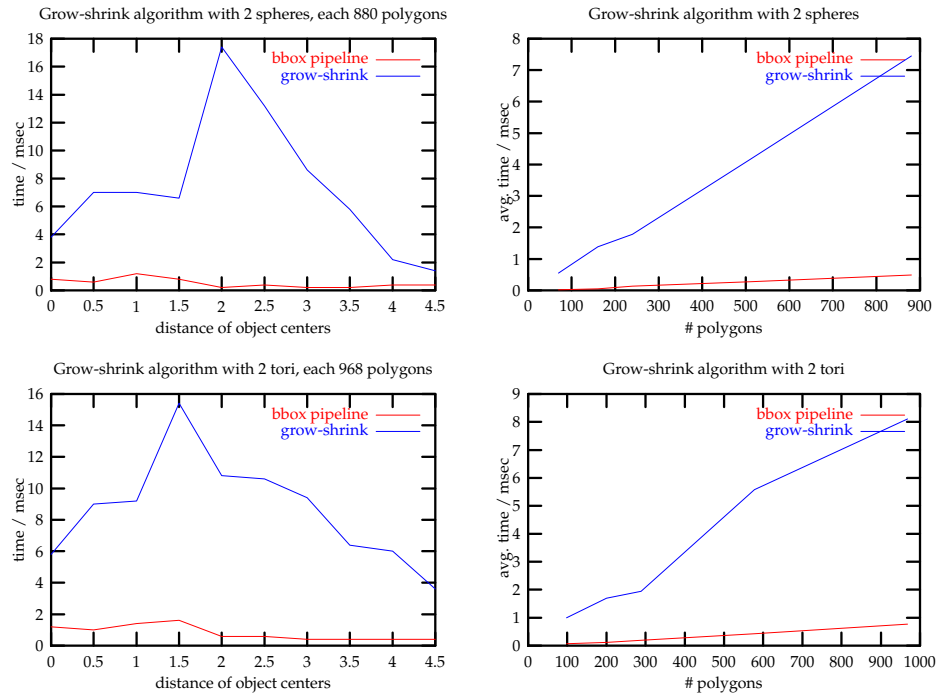 Grow-shrink algorithm with 2 spheres, each 880 polygons
18
16
14
12
10
8
6
4
2
0
time / msec
bbox pipeline
grow-shrink
0 0.5 1 1.5 2 2.5 3 3.5 4 4.5
distance of object centers
Grow-shrink algorithm with 2 spheres
8
7
6
5
4
3
2
1
0
avg. time / msec
bbox pipeline
grow-shrink
0 100 200 300 400 500 600 700 800 900
# polygons
Grow-shrink algorithm with 2 tori, each 968 polygons
16
14
12
10
8
6
4
2
0
time / msec
bbox pipeline
grow-shrink
0 0.5 1 1.5 2 2.5 3 3.5 4 4.5
distance of object centers
Grow-shrink algorithm with 2 tori
9
8
7
6
5
4
3
2
1
0
avg. time / msec
bbox pipeline
grow-shrink
0 100 200 300 400 500 600 700 800 900 1000
# polygons